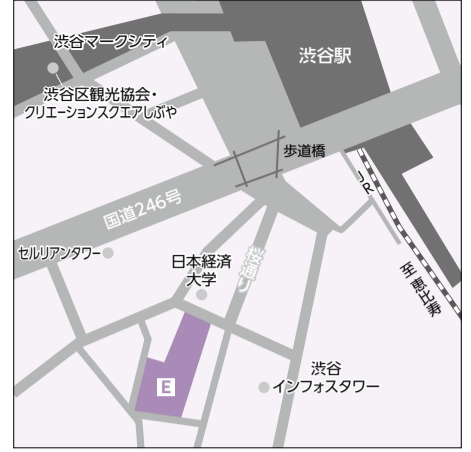 渋谷マークシティ
渋谷駅
渋谷区観光協会・
クリエーションスクエアしぶや
歩道橋
JR
国道246号
セルリアンタワー
日本経済
大学
桜通り
至 恵比寿
渋谷
インフォスタワー
E